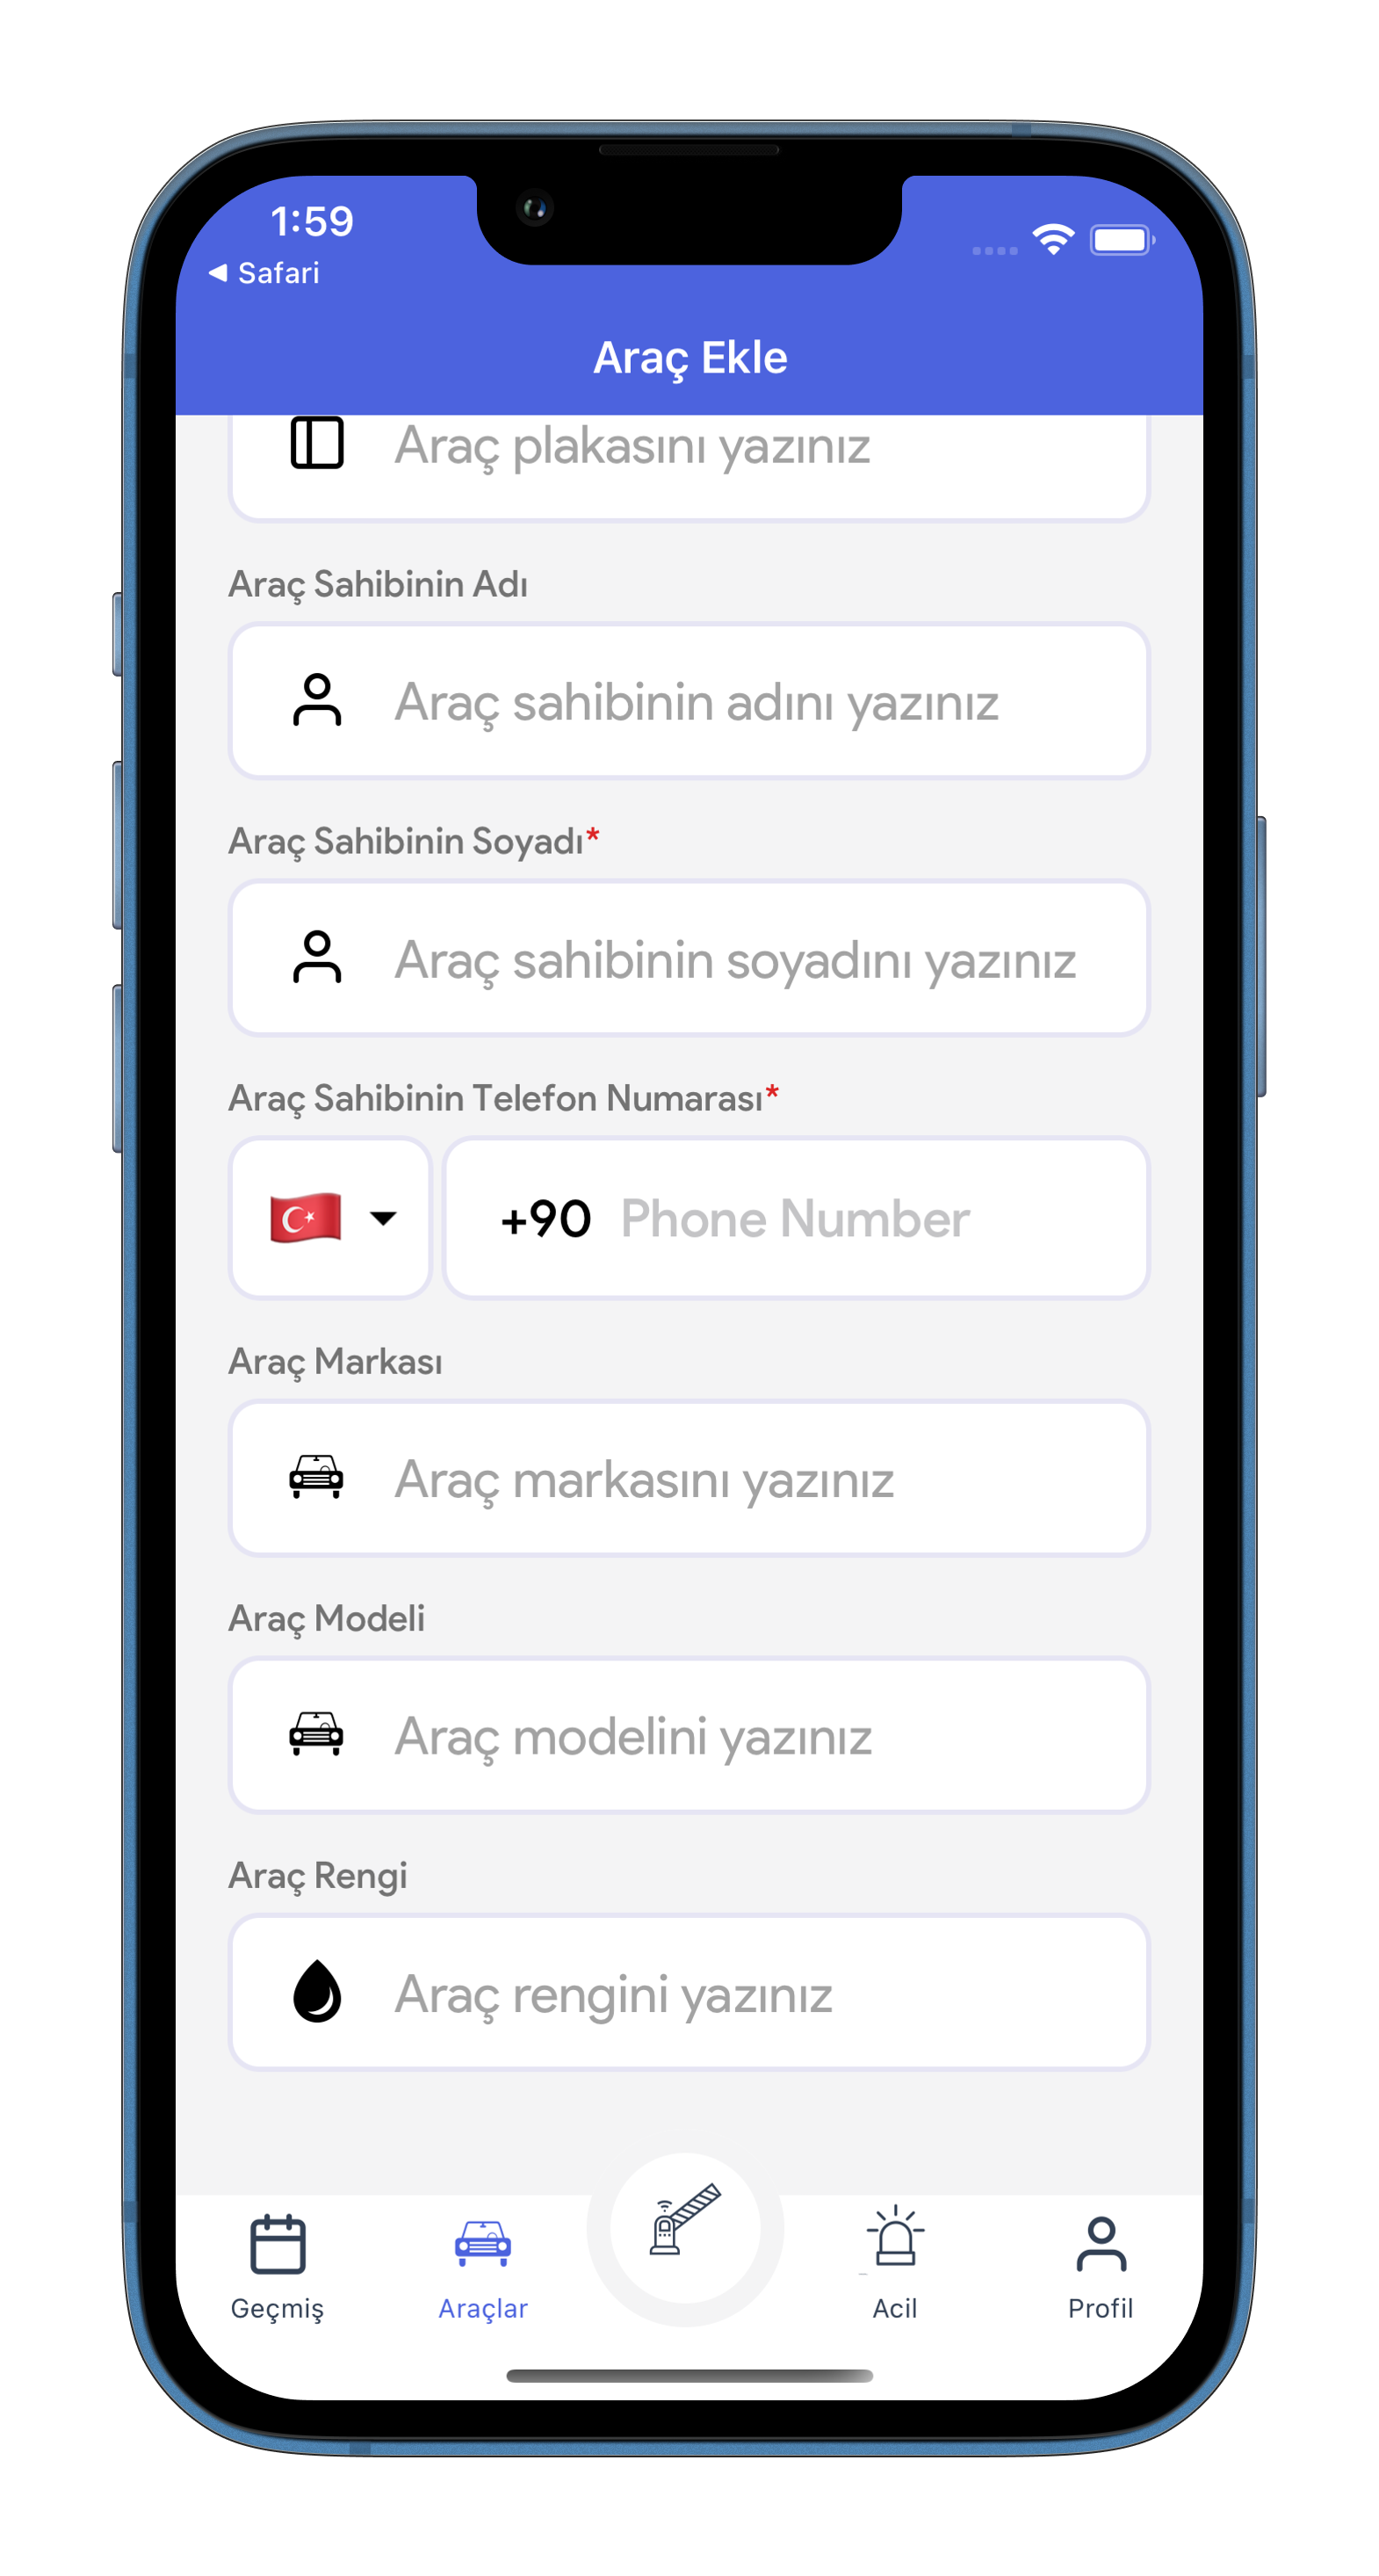 1:59
◀ Safari
Araç Ekle
Araç plakasını yazınız
Araç Sahibinin Adı
Araç sahibinin adını yazınız
Araç Sahibinin Soyadı*
Araç sahibinin soyadını yazınız
Araç Sahibinin Telefon Numarası*
+90 Phone Number
Araç Markası
Araç markasını yazınız
Araç Modeli
Araç modelini yazınız
Araç Rengi
Araç rengini yazınız
Geçmiş Araçlar Acil Profil